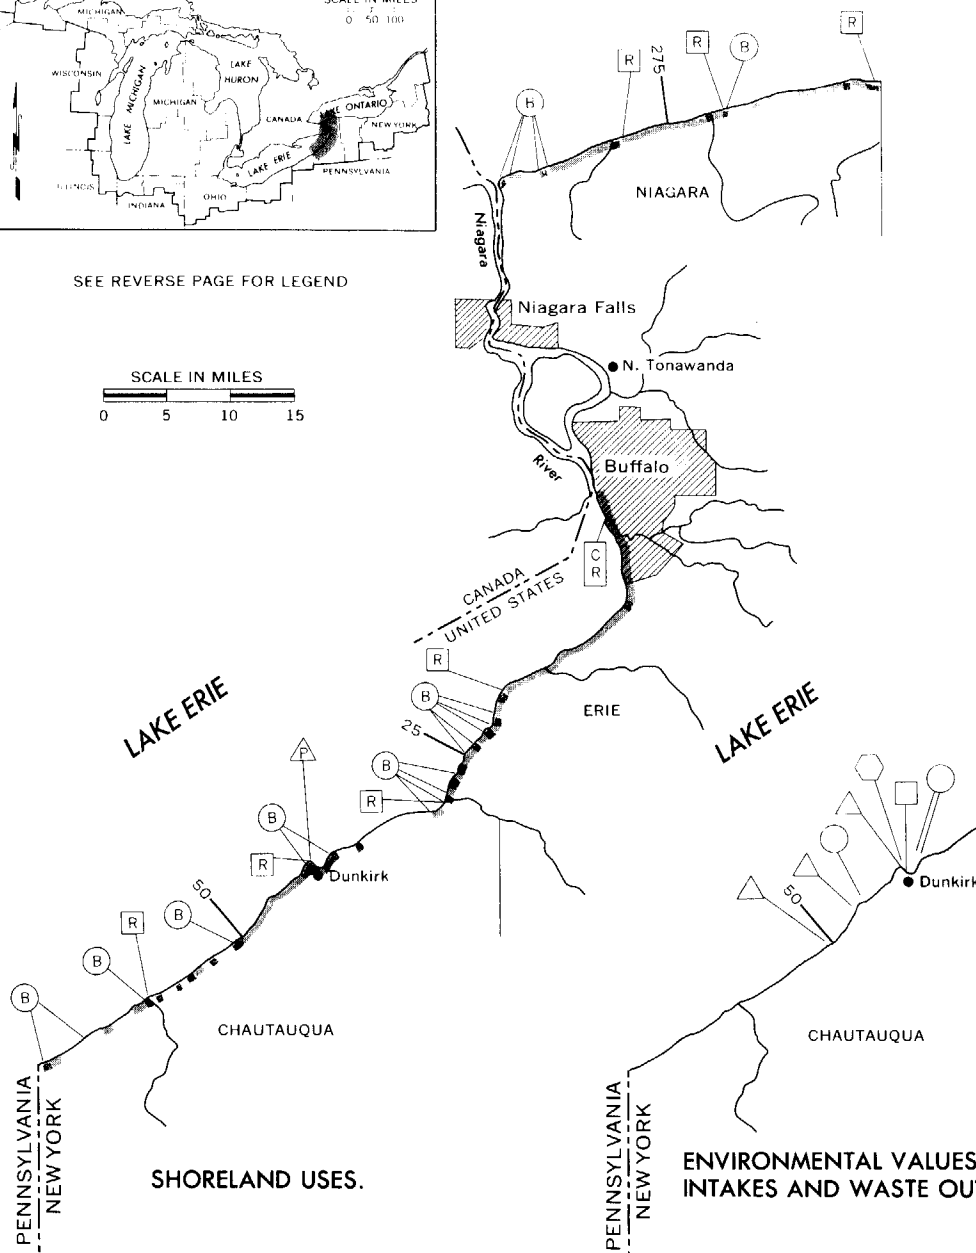 SCALE IN MILES
0 50 100
MICHIGAN
WISCONSIN
LAKE MICHIGAN
MICHIGAN
LAKE
HURON
CANADA
LAKE ONTARIO
NEW YORK
LAKE ERIE
PENNSYLVANIA
ILLINOIS
INDIANA
OHIO
R
275
R
B
R
B
NIAGARA
Niagara
SEE REVERSE PAGE FOR LEGEND
Niagara Falls
SCALE IN MILES
0 5 10 15
N. Tonawanda
River
Buffalo
C
R
CANADA
UNITED STATES
R
B
25
ERIE
LAKE ERIE
LAKE ERIE
P
B
R
B
R
Dunkirk
50
B
R
B
B
CHAUTAUQUA
50
Dunkirk
CHAUTAUQUA
PENNSYLVANIA
NEW YORK
PENNSYLVANIA
NEW YORK
SHORELAND USES.
ENVIRONMENTAL VALUES
INTAKES AND WASTE OU